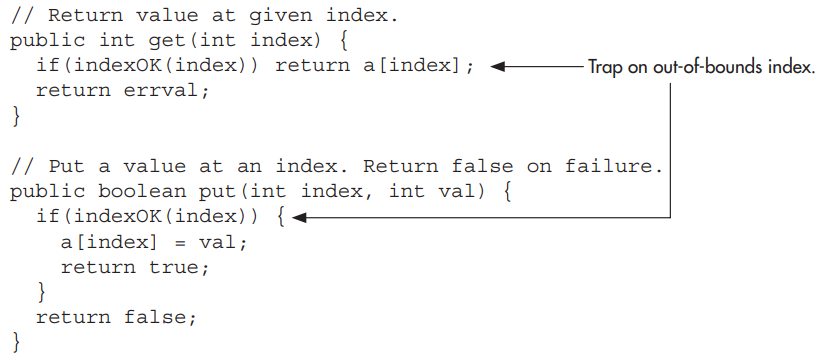 // Return value at given index.
public int get(int index) {
  if(indexOK(index)) return a[index];
Trap on out-of-bounds index.
  return errval;
}
// Put a value at an index. Return false on failure.
public boolean put(int index, int val) {
  if(indexOK(index)) {
    a[index] = val;
    return true;
  }
  return false;
}